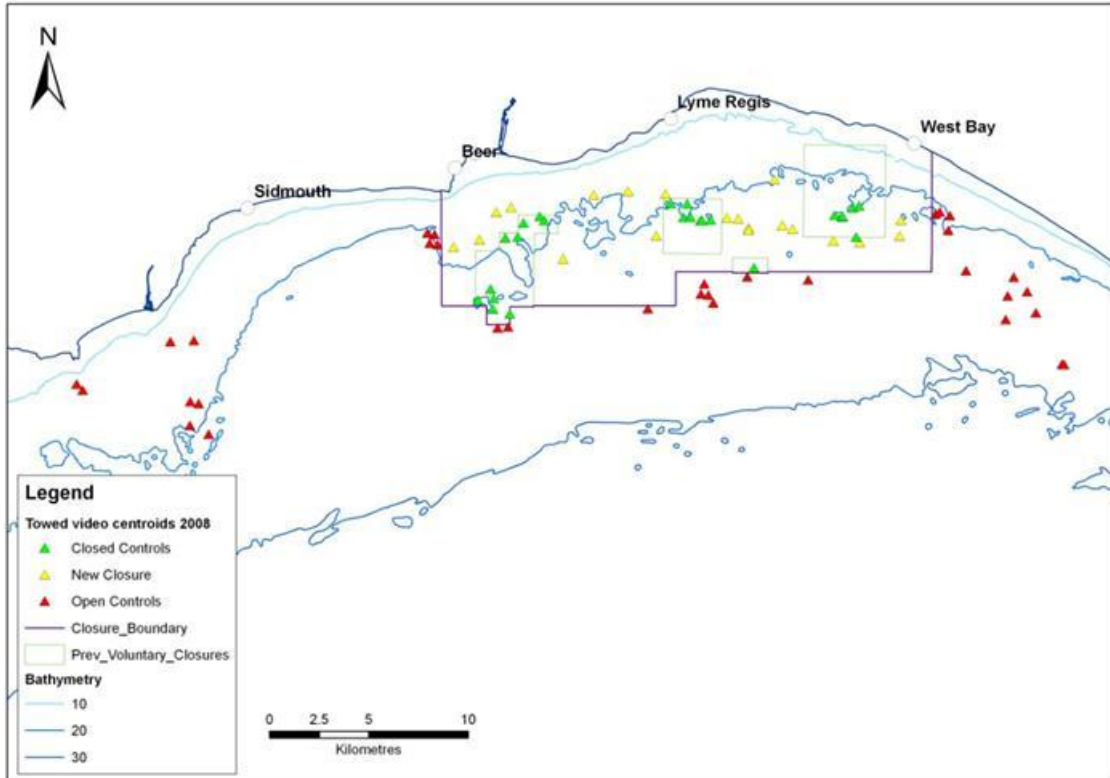 N
Lyme Regis
West Bay
Beer
Sidmouth
Legend
Towed video centroids 2008
Closed Controls
New Closure
Open Controls
Closure_Boundary
Prev_Voluntary_Closures
Bathymetry
10
20
30
0 2.5 5 10
Kilometres